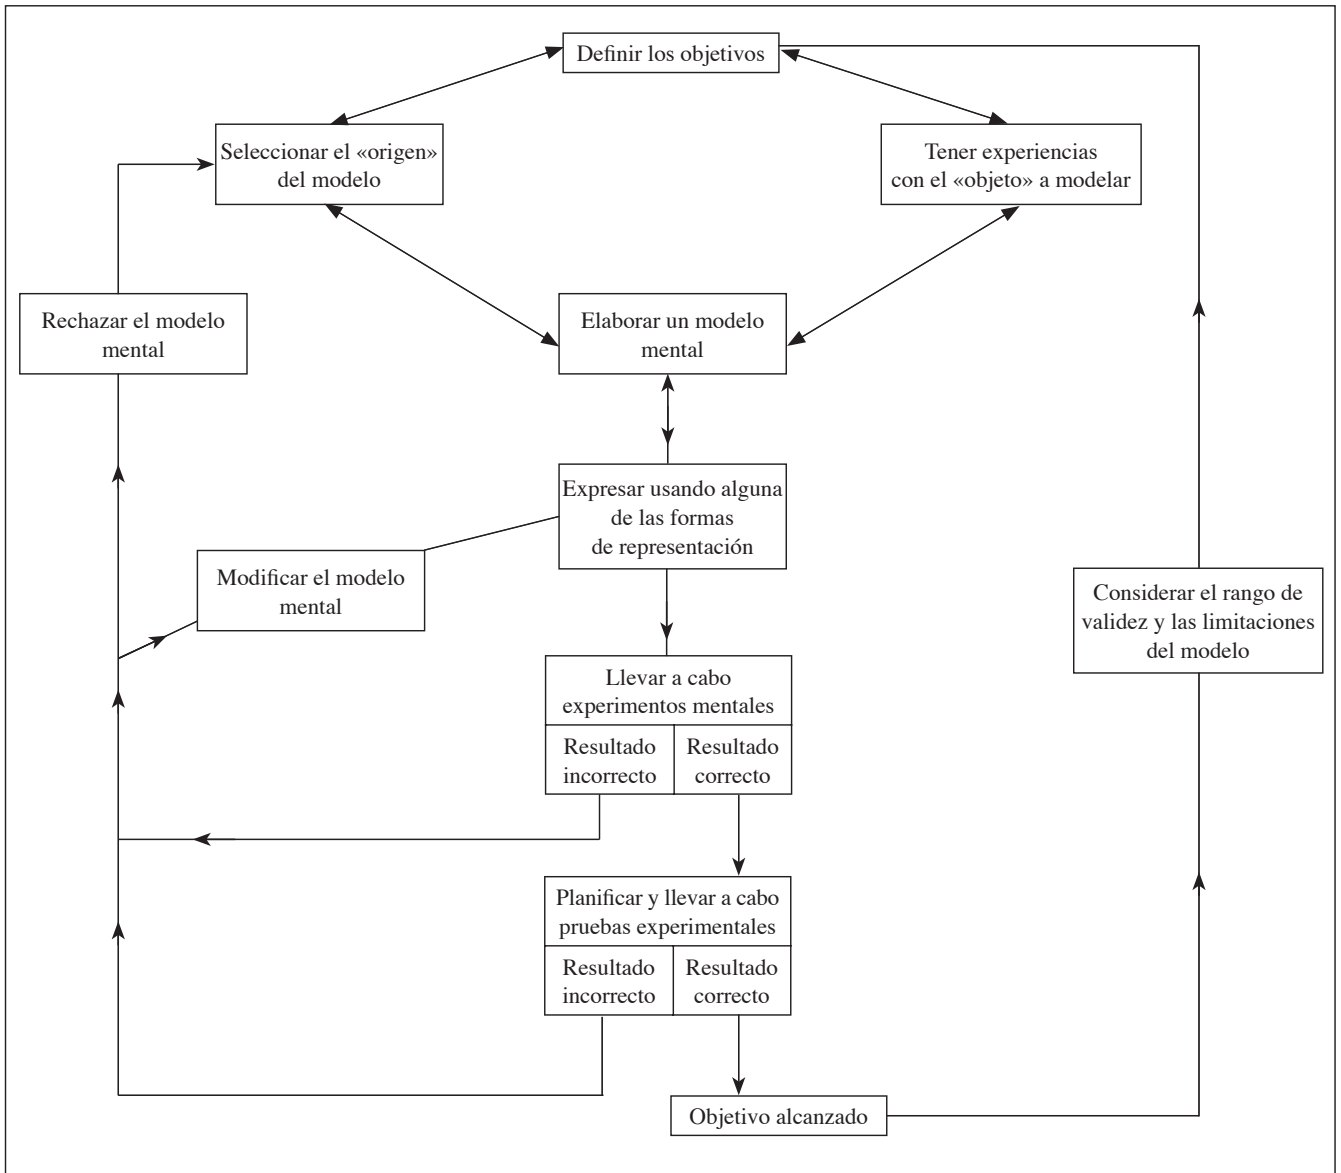 Definir los objetivos
Seleccionar el «origen»
del modelo
Tener experiencias
con el «objeto» a modelar
Rechazar el modelo
mental
Elaborar un modelo
mental
Expresar usando alguna
de las formas
de representación
Modificar el modelo
mental
Considerar el rango de
validez y las limitaciones
del modelo
Llevar a cabo
experimentos mentales
Resultado
incorrecto
Resultado
correcto
Planificar y llevar a cabo
pruebas experimentales
Resultado
incorrecto
Resultado
correcto
Objetivo alcanzado